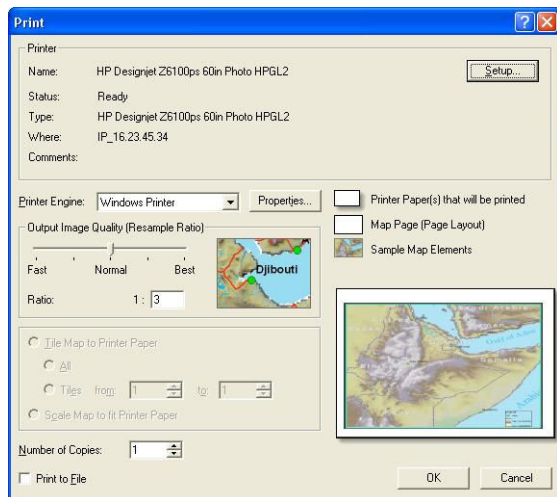 Print
Printer
Name: HP Designjet Z6100ps 60in Photo HPGL2
Setup...
Status: Ready
Type: HP Designjet Z6100ps 60in Photo HPGL2
Where: IP_16.23.45.34
Comments:
Printer Engine: Windows Printer Properties...
Printer Paper(s) that will be printed
Map Page (Page Layout)
Sample Map Elements
Output Image Quality (Resample Ratio)
Fast Normal Best
Djibouti
Ratio: 1 : 3
Tile Map to Printer Paper
All
Tiles from: 1 to: 1
Scale Map to fit Printer Paper
Gulf of Aden
Number of Copies: 1
Print to File
OK Cancel